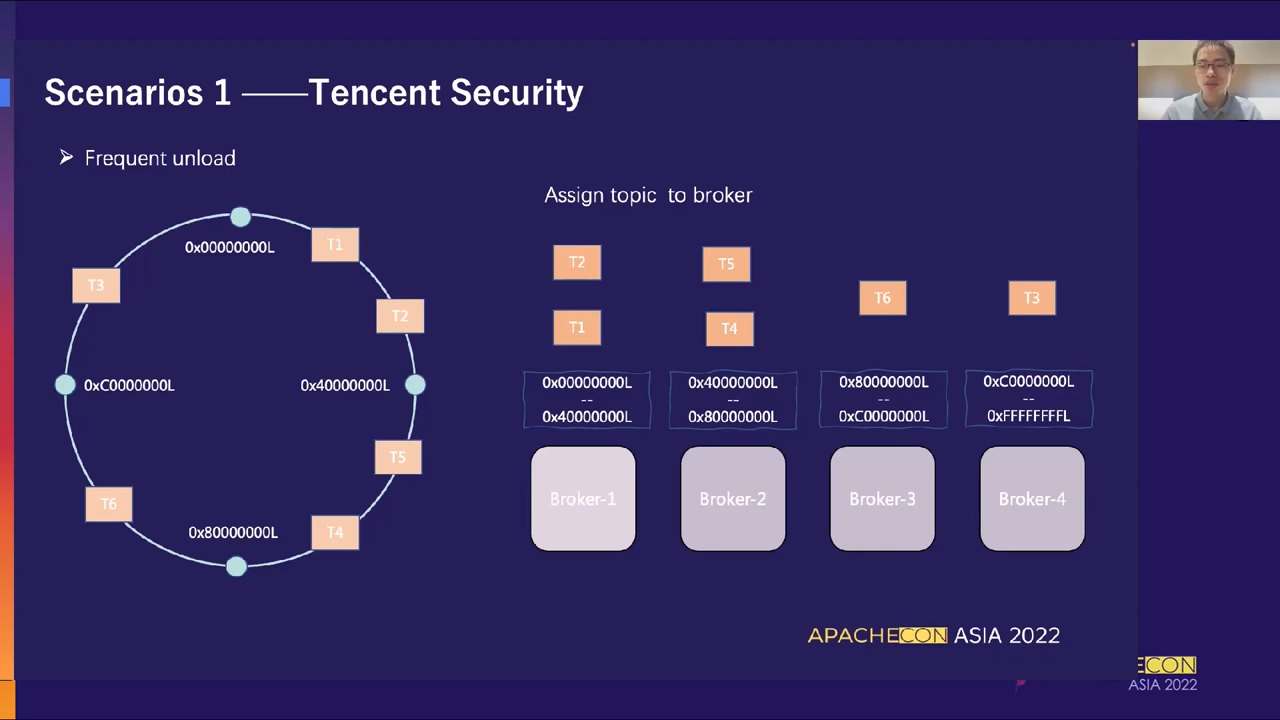 Scenarios 1 ——Tencent Security
Frequent unload
0x00000000L
T1
T3
T2
0xC0000000L
0x40000000L
T5
T6
0x80000000L
T4
Assign topic to broker
T2
T5
T6
T3
T1
T4
0x00000000L
--
0x40000000L
0x40000000L
--
0x80000000L
0x80000000L
--
0xC0000000L
0xC0000000L
--
0xFFFFFFFFL
Broker-1
Broker-2
Broker-3
Broker-4
APACHECON ASIA 2022
ECON
ASIA 2022